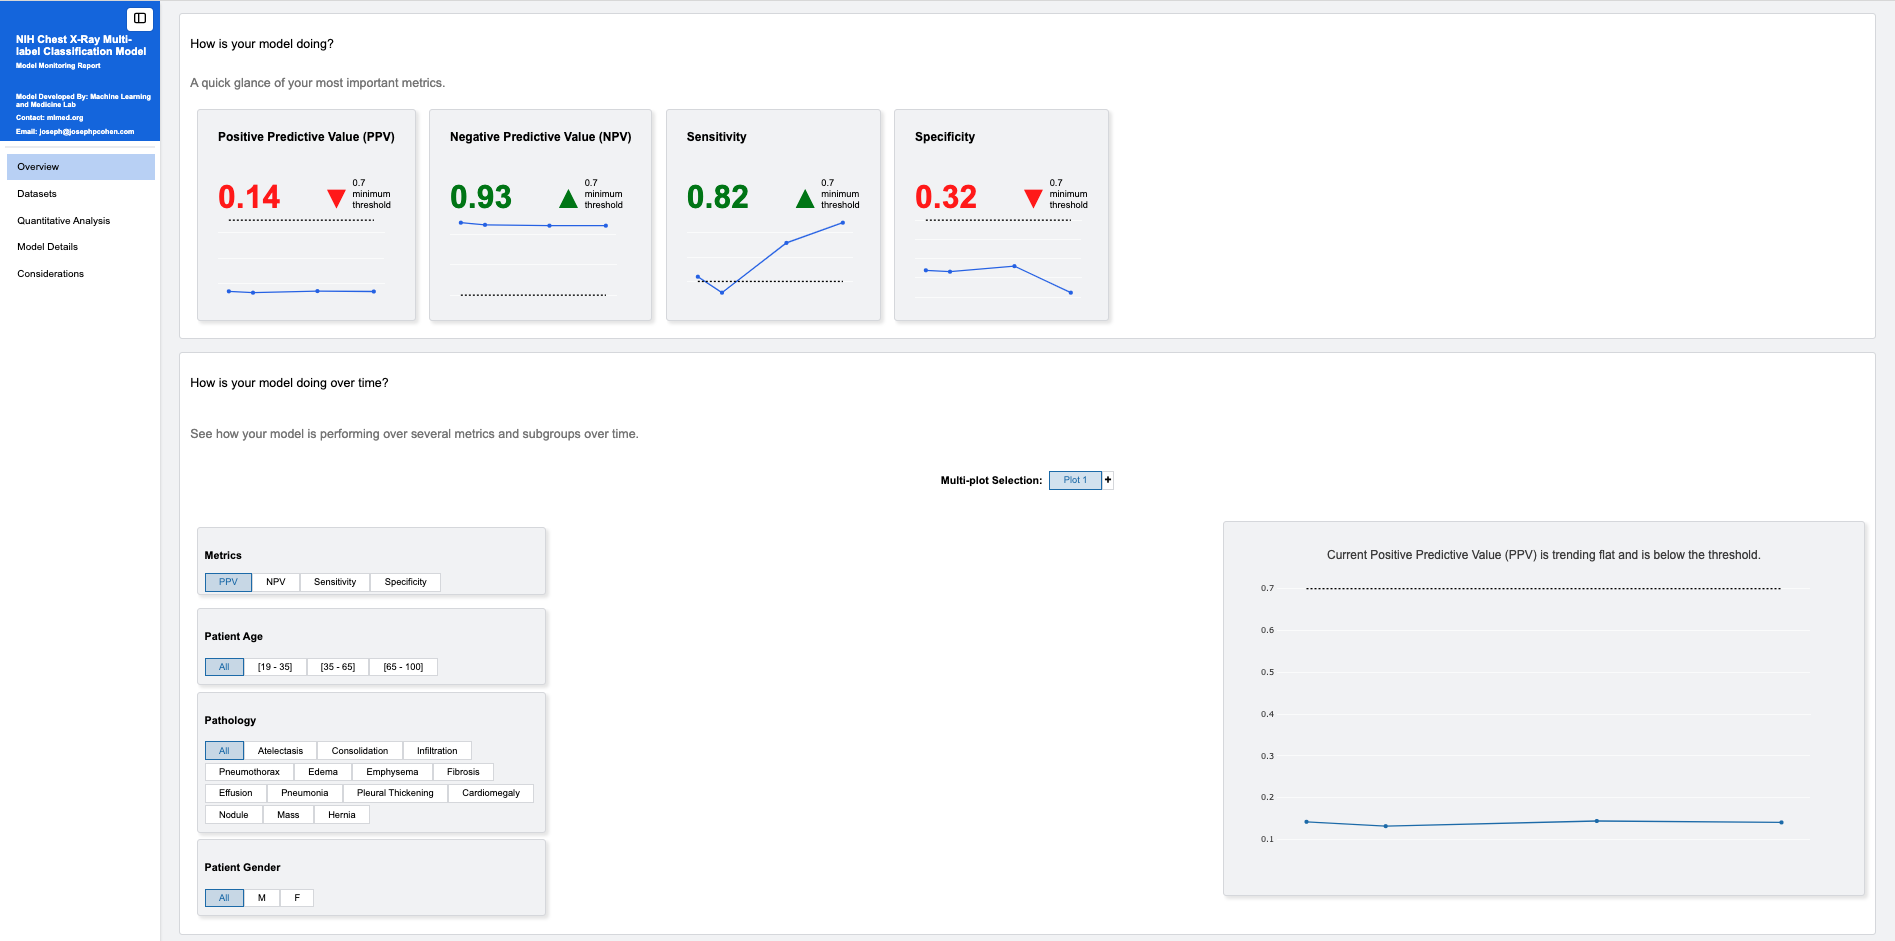 NIH Chest X-Ray Multi-
label Classification Model
Model Monitoring Report
Model Developed By: Machine Learning
and Medicine Lab
Contact: mlmed.org
Email: joseph@josephpcohen.com
Overview
Datasets
Quantitative Analysis
Model Details
Considerations
How is your model doing?
A quick glance of your most important metrics.
Positive Predictive Value (PPV)
0.14
0.7
minimum
threshold
Negative Predictive Value (NPV)
0.93
0.7
minimum
threshold
Sensitivity
0.82
0.7
minimum
threshold
Specificity
0.32
0.7
minimum
threshold
How is your model doing over time?
See how your model is performing over several metrics and subgroups over time.
Multi-plot Selection: Plot 1 +
Metrics
PPV NPV Sensitivity Specificity
Patient Age
All [19 - 35] [35 - 65] [65 - 100]
Pathology
All Atelectasis Consolidation Infiltration
Pneumothorax Edema Emphysema Fibrosis
Effusion Pneumonia Pleural Thickening Cardiomegaly
Nodule Mass Hernia
Patient Gender
All M F
Current Positive Predictive Value (PPV) is trending flat and is below the threshold.
0.7
0.6
0.5
0.4
0.3
0.2
0.1